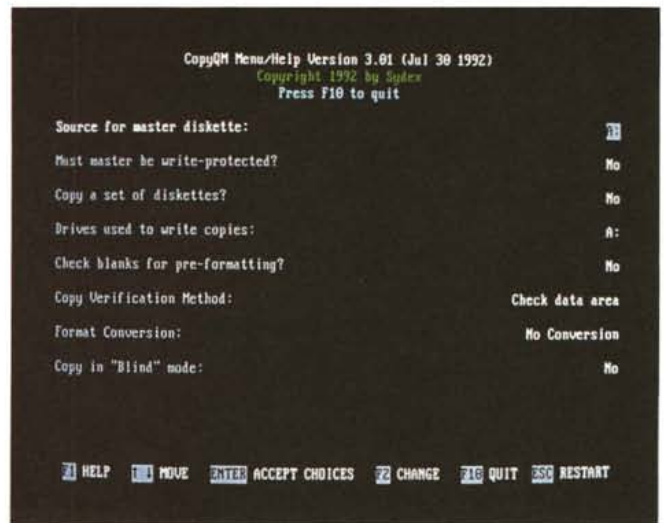 CopyQM Menu/Help Version 3.01 (Jul 30 1992)
Copyright 1992 by Sydex
Press F10 to quit
Source for master diskette: A:
Must master be write-protected? No
Copy a set of diskettes? No
Drives used to write copies: A:
Check blanks for pre-formatting? No
Copy Verification Method: Check data area
Format Conversion: No Conversion
Copy in "Blind" mode: No
F1 HELP ↑ ↓ MOVE ENTER ACCEPT CHOICES F2 CHANGE F10 QUIT ESC RESTART